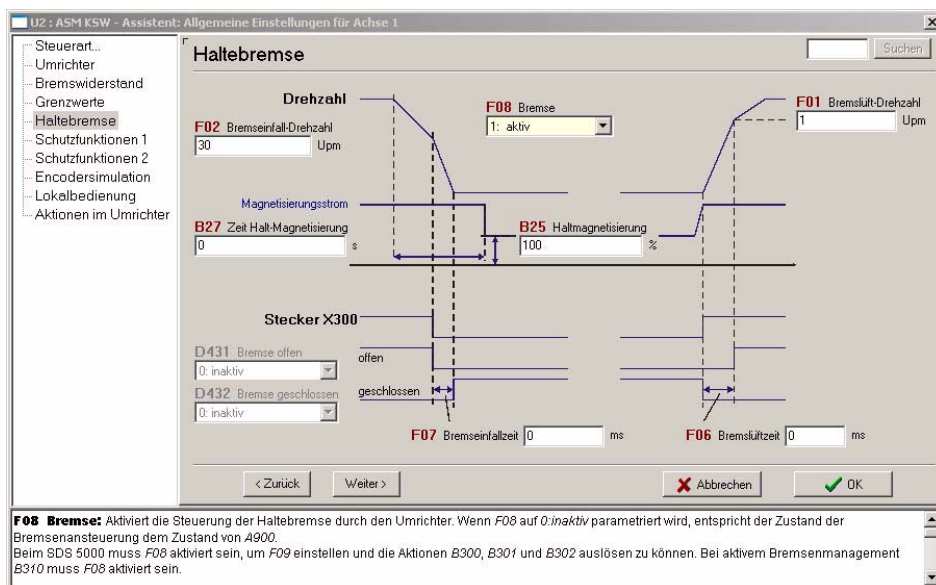 U2 : ASM KSW - Assistent: Allgemeine Einstellungen für Achse 1
Steuerart...
Umrichter
Bremswiderstand
Grenzwerte
Haltebremse
Schutzfunktionen 1
Schutzfunktionen 2
Encodersimulation
Lokalbedienung
Aktionen im Umrichter
Haltebremse
Suchen
Drehzahl
F08 Bremse
1: aktiv
F01 Bremslüft-Drehzahl
1 Upm
F02 Bremseinfall-Drehzahl
30 Upm
Magnetisierungsstrom
B27 Zeit Halt-Magnetisierung
0 s
B25 Haltmagnetisierung
100 %
Stecker X300
D431 Bremse offen
0: inaktiv
offen
D432 Bremse geschlossen
0: inaktiv
geschlossen
F07 Bremseinfallzeit 0 ms
F06 Bremslüftzeit 0 ms
< Zurück
Weiter >
Abbrechen
OK
F08 Bremse: Aktiviert die Steuerung der Haltebremse durch den Umrichter. Wenn F08 auf 0:inaktiv parametriert wird, entspricht der Zustand der
Bremsenansteuerung dem Zustand von A900.
Beim SDS 5000 muss F08 aktiviert sein, um F09 einstellen und die Aktionen B300, B301 und B302 auslösen zu können. Bei aktivem Bremsenmanagement
B310 muss F08 aktiviert sein.